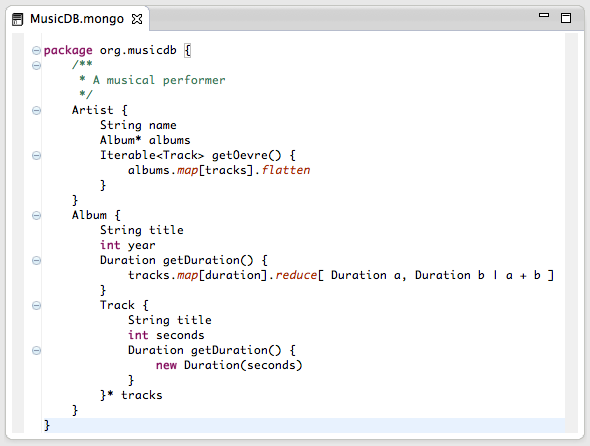 MusicDB.mongo
package org.musicdb {
/**
* A musical performer
*/
Artist {
String name
Album* albums
Iterable<Track> getOevre() {
albums.map[tracks].flatten
}
}
Album {
String title
int year
Duration getDuration() {
tracks.map[duration].reduce[ Duration a, Duration b | a + b ]
}
Track {
String title
int seconds
Duration getDuration() {
new Duration(seconds)
}
}* tracks
}
}